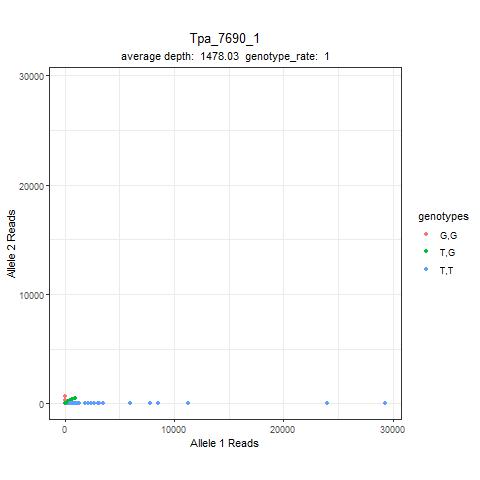 Tpa_7690_1
average depth: 1478.03 genotype_rate: 1
30000
20000
10000
0
Allele 2 Reads
0 10000 20000 30000
Allele 1 Reads
genotypes
G,G
T,G
T,T